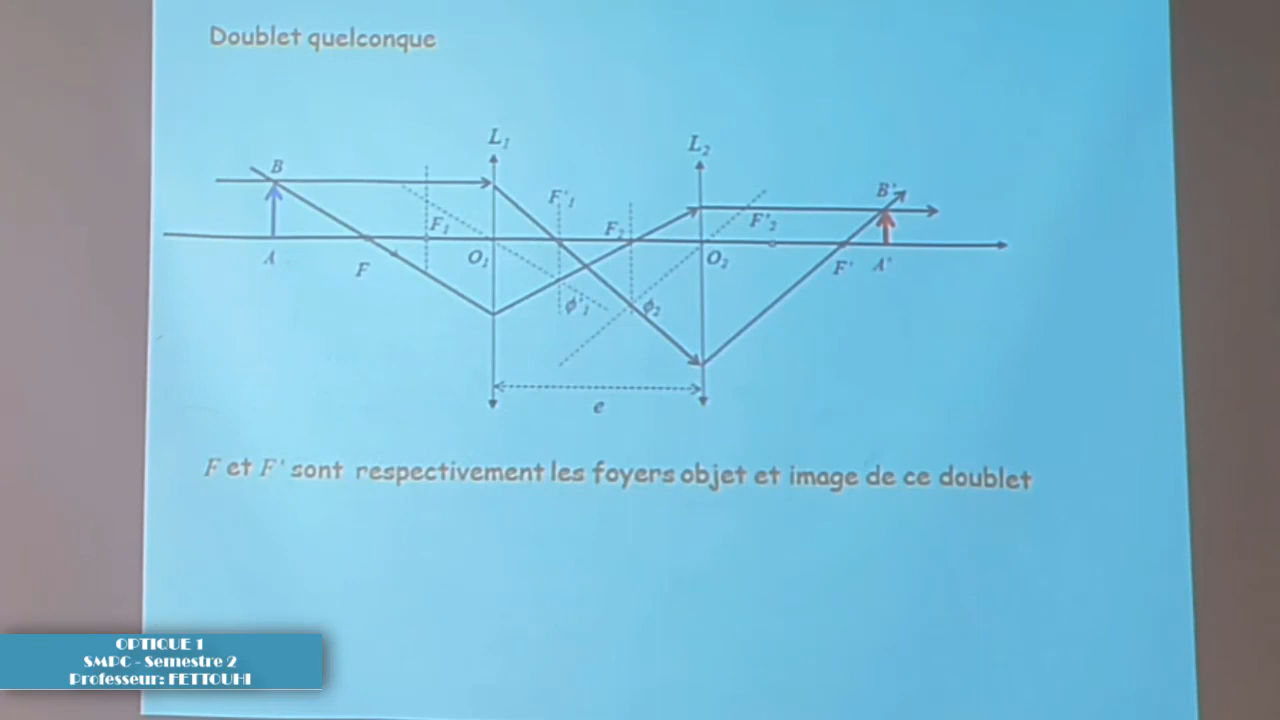 Doublet quelconque
L₁
L₂
B
F'₁
B'
F₁
F₂
F'₂
A
F
O₁
O₂
F'
A'
ϕ'₁
ϕ₂
e
F et F' sont respectivement les foyers objet et image de ce doublet
OPTIQUE 1
SMPC - Semestre 2
Professeur: FETTOUHI